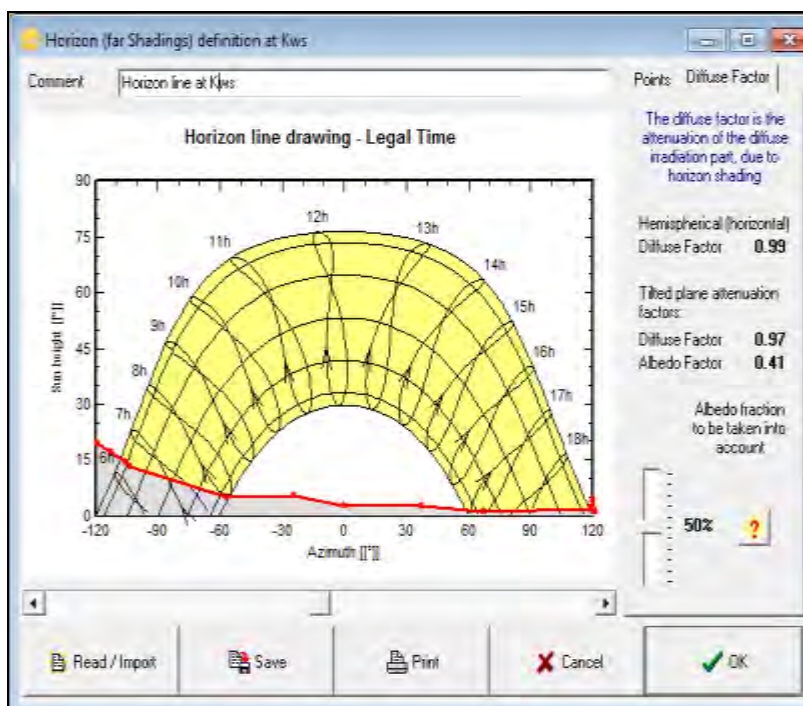 Horizon (far Shadings) definition at Kws
Comment Horizon line at Kws
Points Diffuse Factor
The diffuse factor is the
attenuation of the diffuse
irradiation part, due to
horizon shading
Hemispherical (horizontal)
Diffuse Factor 0.99
Tilted plane attenuation
factors:
Diffuse Factor 0.97
Albedo Factor 0.41
Albedo fraction
to be taken into
account
50% ?
Horizon line drawing - Legal Time
90
75
60
45
30
15
0
Sun height [[°]]
6h
7h
8h
9h
10h
11h
12h
13h
14h
15h
16h
17h
18h
-120 -90 -60 -30 0 30 60 90 120
Azimuth [[°]]
Read / Import Save Print Cancel OK